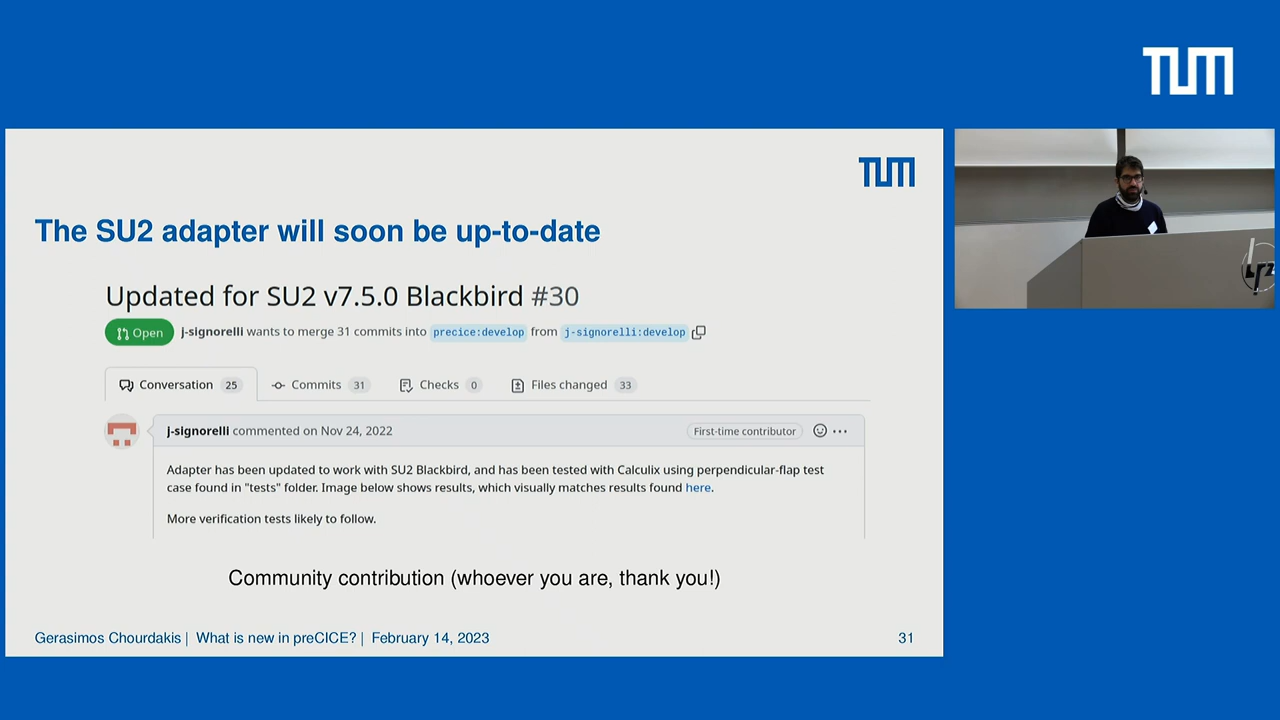 TUM
TUM
The SU2 adapter will soon be up-to-date
Updated for SU2 v7.5.0 Blackbird #30
Open j-signorelli wants to merge 31 commits into precice:develop from j-signorelli:develop
Conversation 25 Commits 31 Checks 0 Files changed 33
j-signorelli commented on Nov 24, 2022 First-time contributor
Adapter has been updated to work with SU2 Blackbird, and has been tested with Calculix using perpendicular-flap test
case found in "tests" folder. Image below shows results, which visually matches results found here.
More verification tests likely to follow.
Community contribution (whoever you are, thank you!)
Gerasimos Chourdakis | What is new in preCICE? | February 14, 2023 31